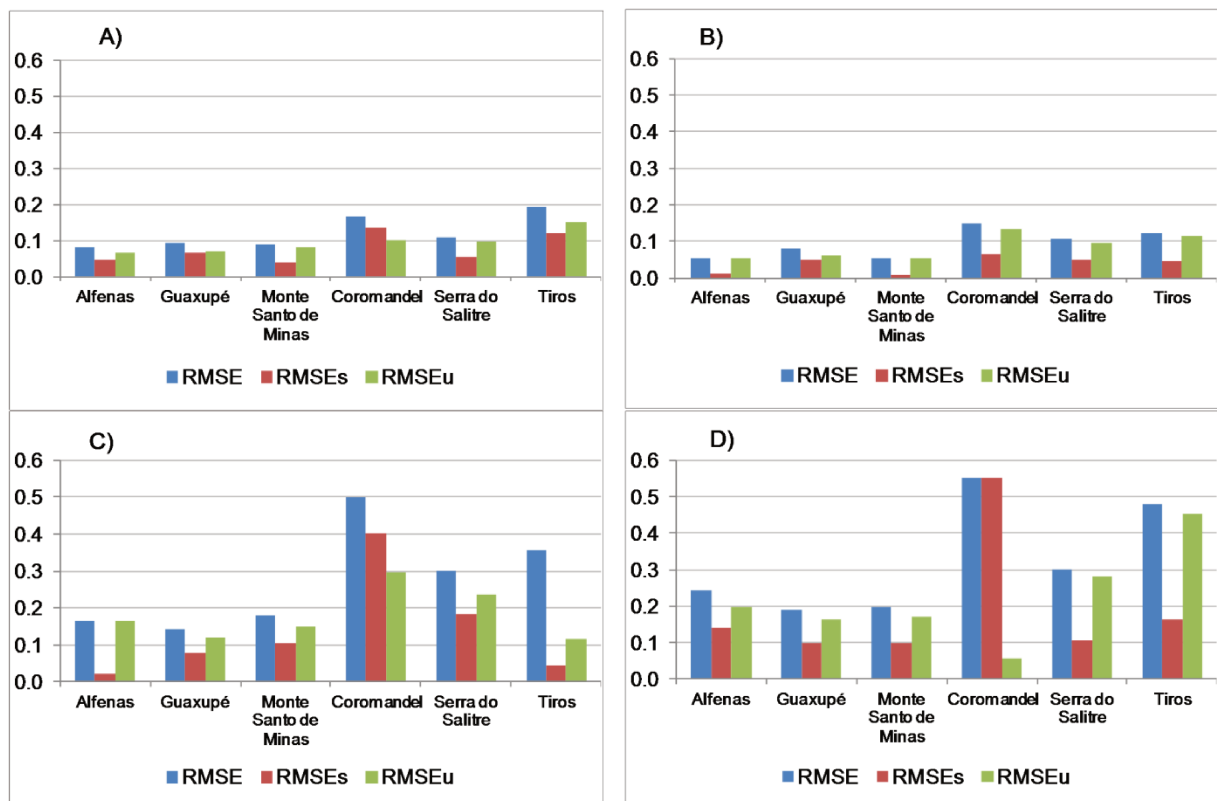 A)
0.6
0.5
0.4
0.3
0.2
0.1
0.0
Alfenas Guaxupé Monte Coromandel Serra do Tiros
Santo de Salitre
Minas
RMSE RMSEs RMSEu
B)
0.6
0.5
0.4
0.3
0.2
0.1
0.0
Alfenas Guaxupé Monte Coromandel Serra do Tiros
Santo de Salitre
Minas
RMSE RMSEs RMSEu
C)
0.6
0.5
0.4
0.3
0.2
0.1
0.0
Alfenas Guaxupé Monte Coromandel Serra do Tiros
Santo de Salitre
Minas
RMSE RMSEs RMSEu
D)
0.6
0.5
0.4
0.3
0.2
0.1
0.0
Alfenas Guaxupé Monte Coromandel Serra do Tiros
Santo de Salitre
Minas
RMSE RMSEs RMSEu